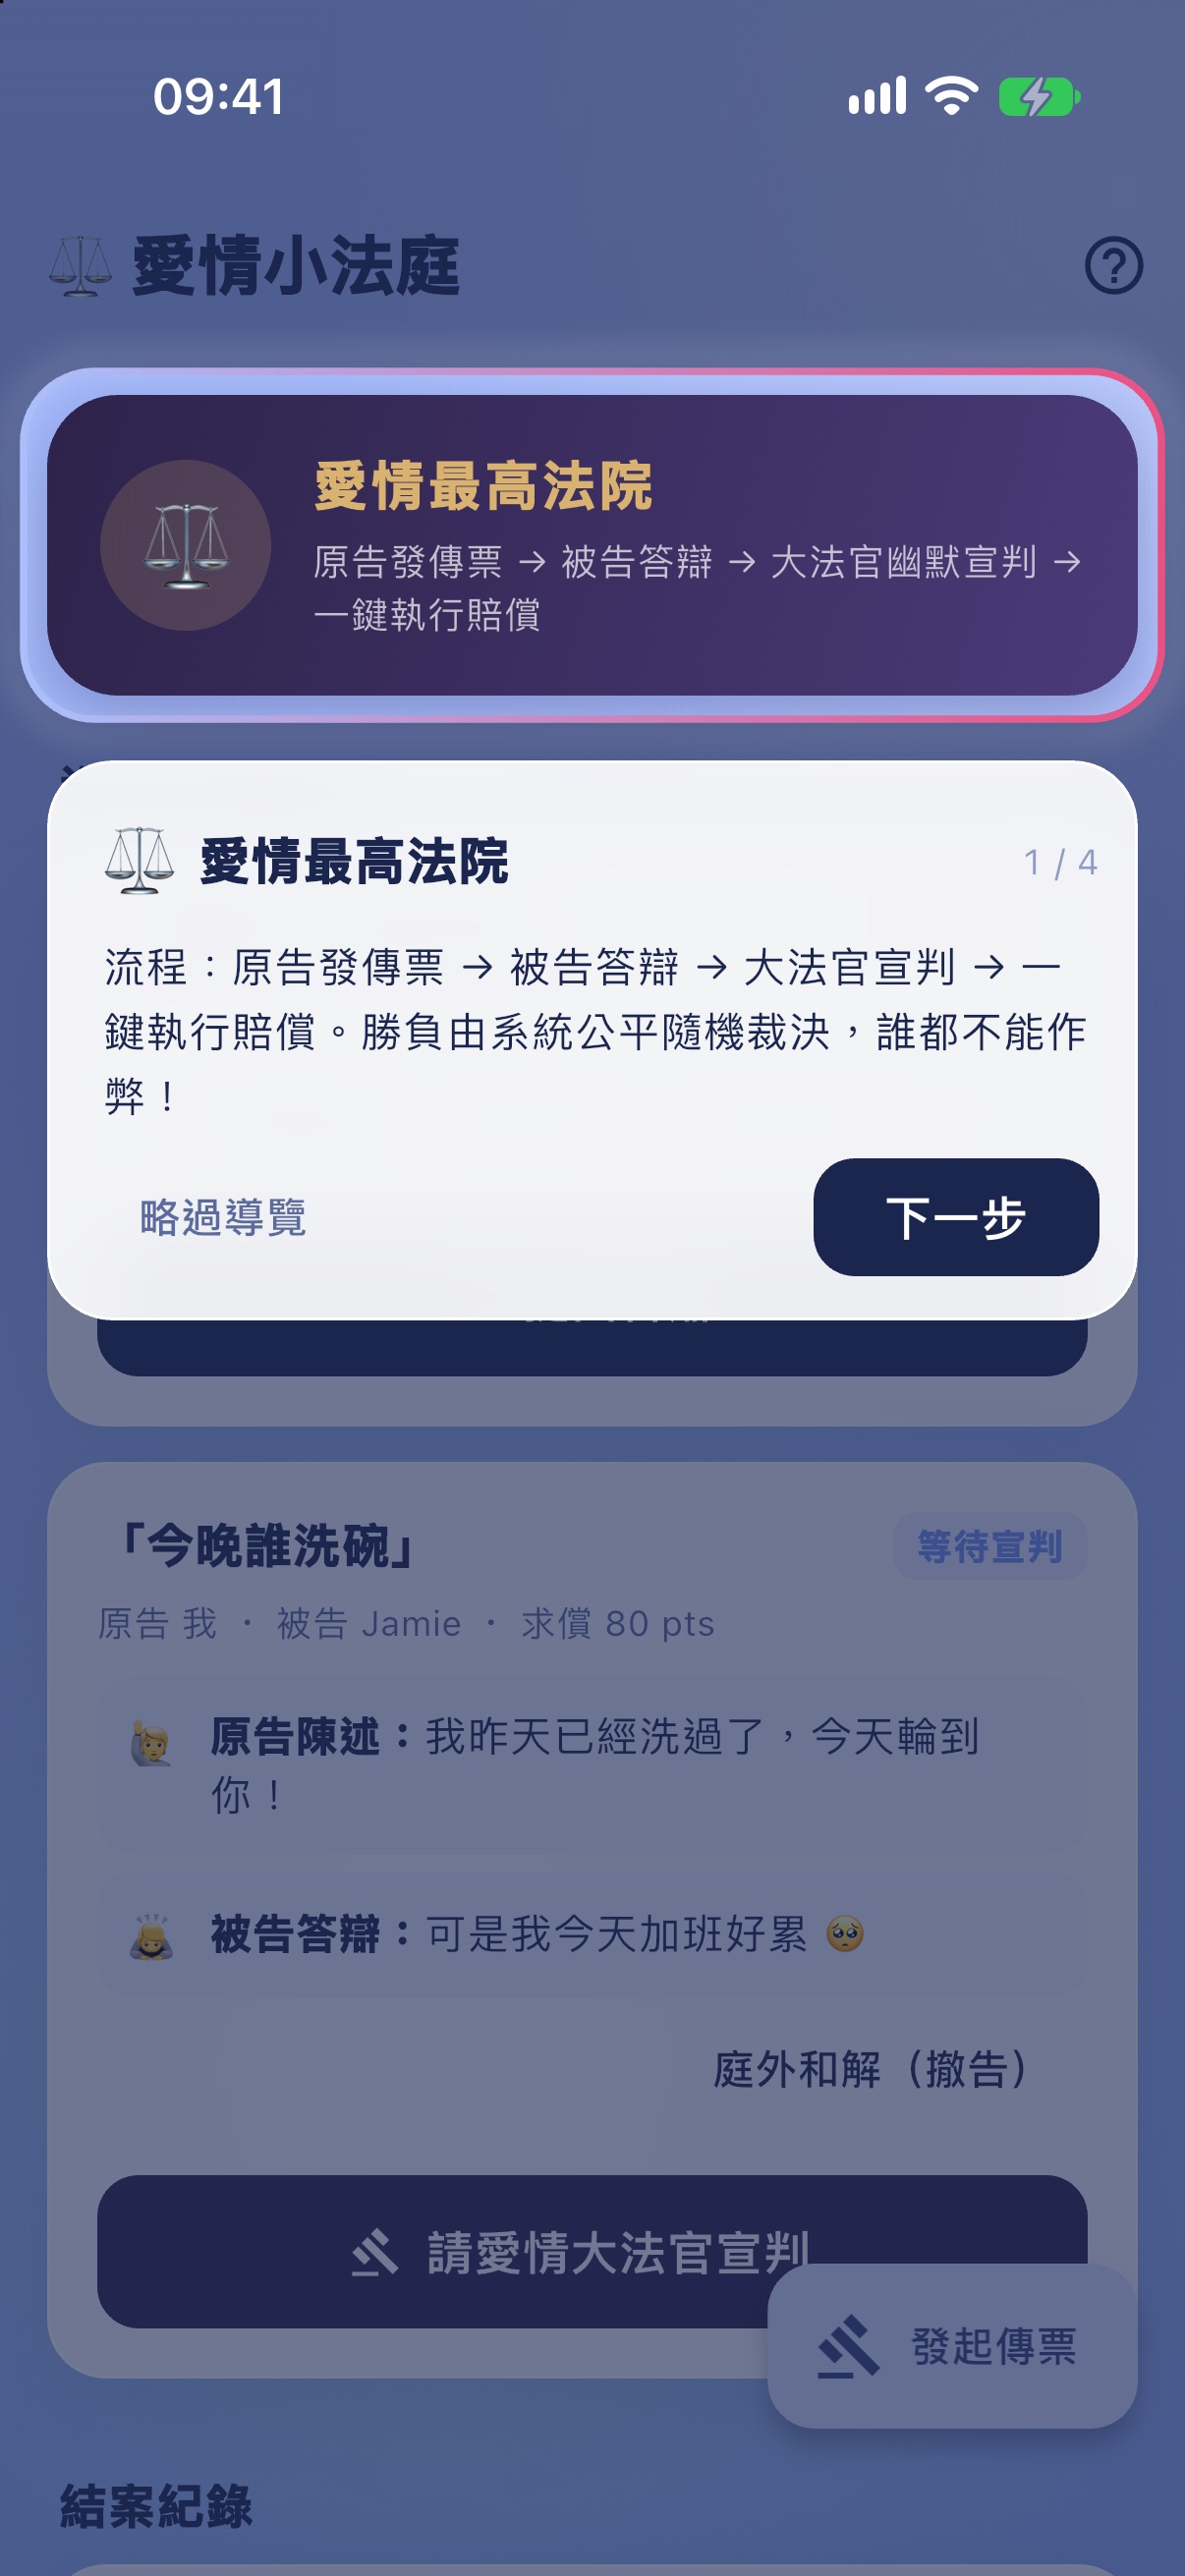 09:41
愛情小法庭
愛情最高法院
原告發傳票 → 被告答辯 → 大法官幽默宣判 →
一鍵執行賠償
愛情最高法院
1 / 4
流程：原告發傳票 → 被告答辯 → 大法官宣判 → 一
鍵執行賠償。勝負由系統公平隨機裁決，誰都不能作
弊！
略過導覽
下一步
「今晚誰洗碗」
等待宣判
原告 我 · 被告 Jamie · 求償 80 pts
原告陳述：我昨天已經洗過了，今天輪到
你！
被告答辯：可是我今天加班好累 🥺
庭外和解（撤告）
請愛情大法官宣判
發起傳票
結案紀錄